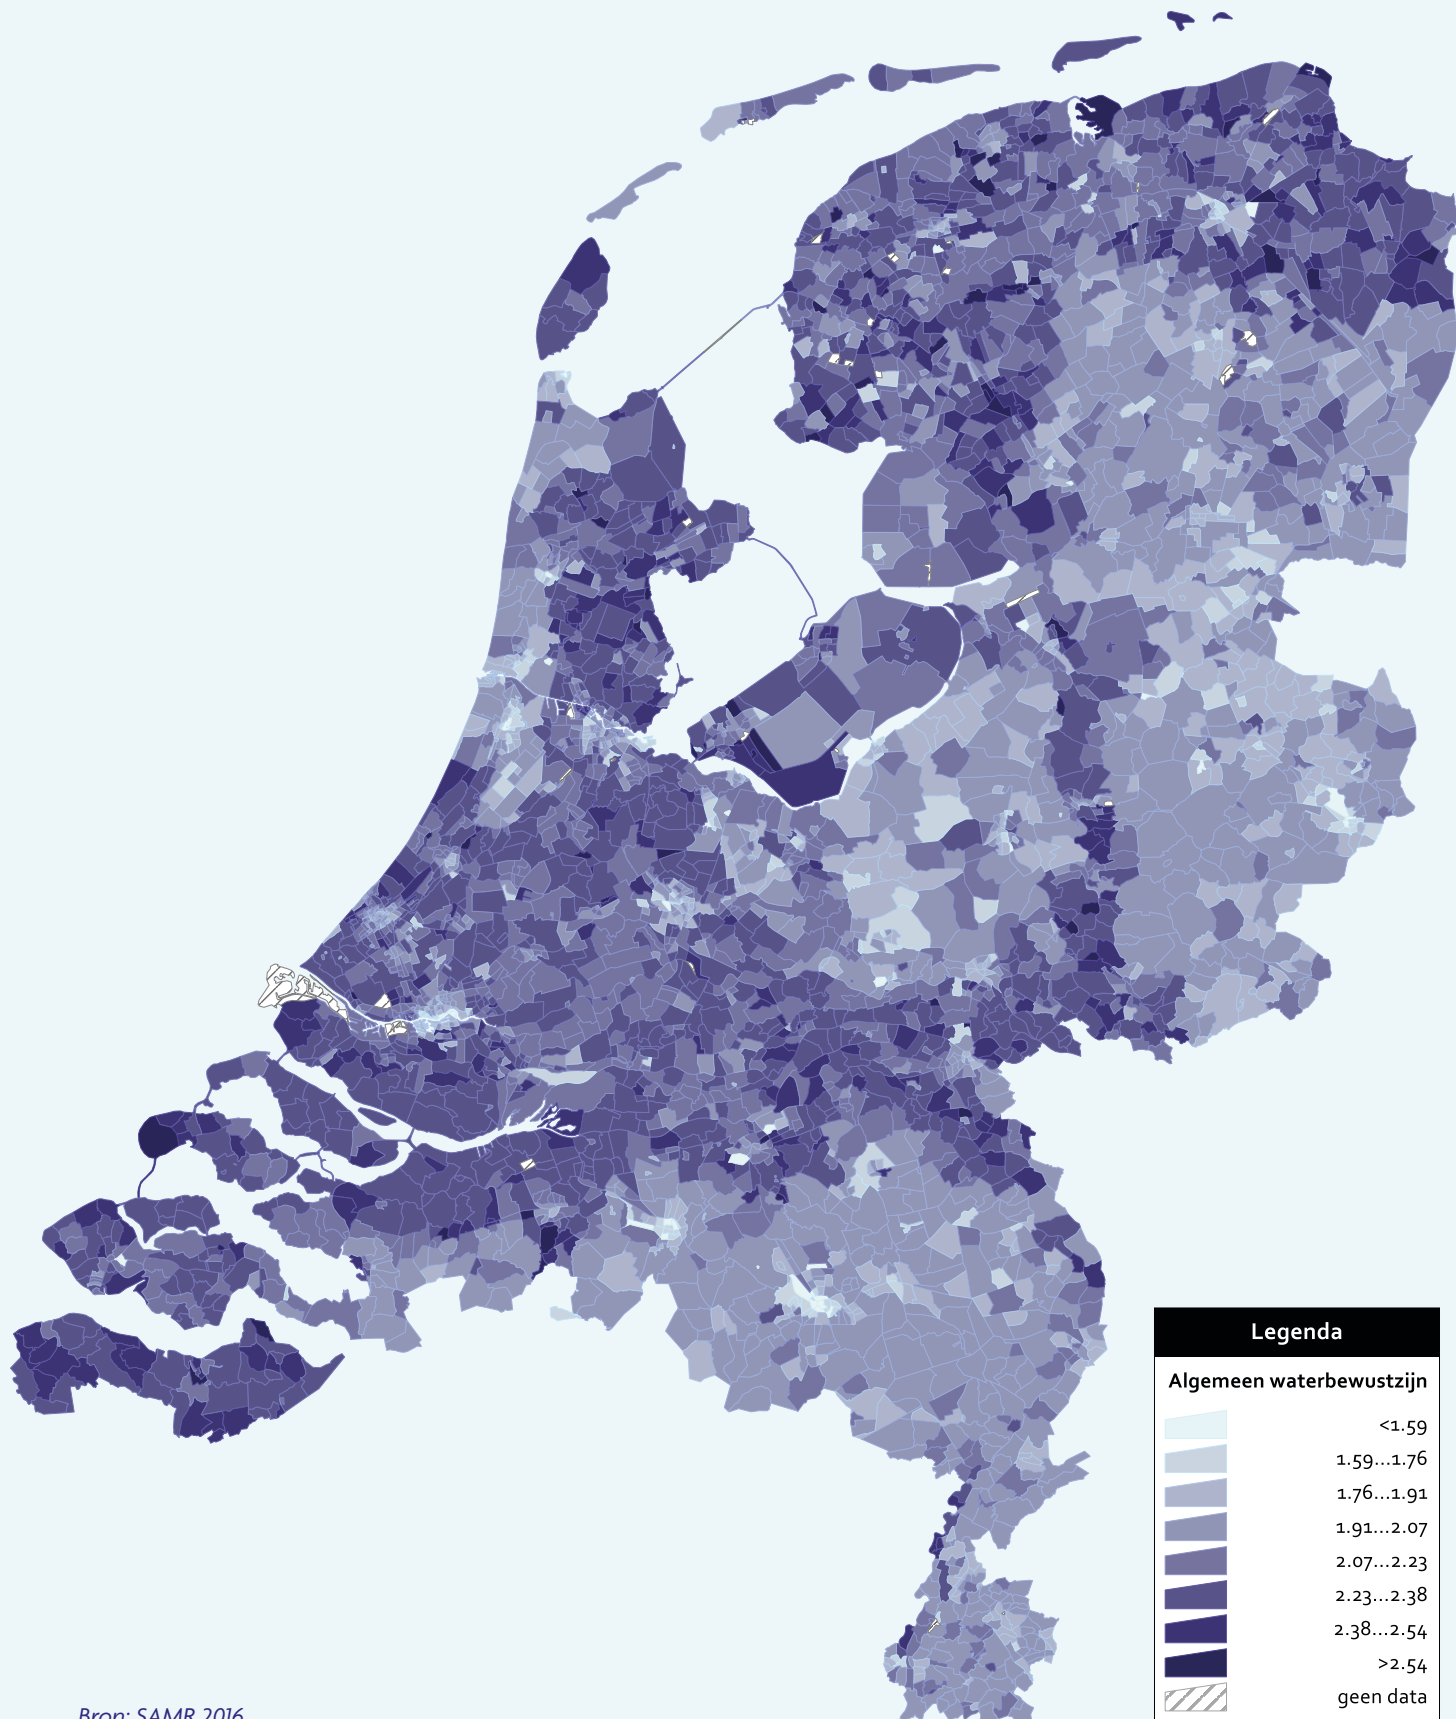 Legenda
Algemeen waterbewustzijn
<1.59
1.59...1.76
1.76...1.91
1.91...2.07
2.07...2.23
2.23...2.38
2.38...2.54
>2.54
geen data
Bron: SAMR 2016